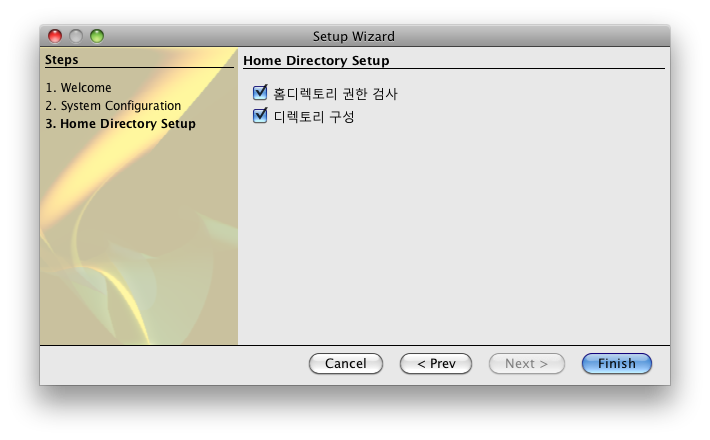 Setup Wizard
Steps
1. Welcome
2. System Configuration
3. Home Directory Setup
Home Directory Setup
홈디렉토리 권한 검사
디렉토리 구성
Cancel
< Prev
Next >
Finish